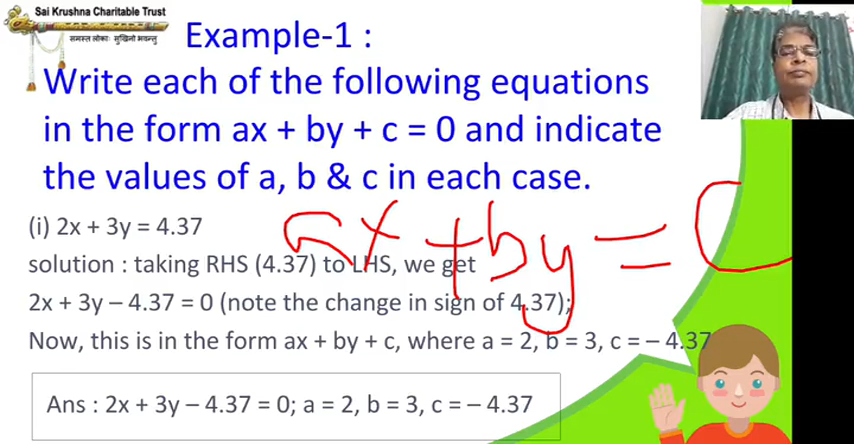 Sai Krushna Charitable Trust
समस्त लोकाः सुखिनो भवन्तु
Example-1 :
Write each of the following equations
in the form ax + by + c = 0 and indicate
the values of a, b & c in each case.
(i) 2x + 3y = 4.37
ax + by = C
solution : taking RHS (4.37) to LHS, we get
2x + 3y – 4.37 = 0 (note the change in sign of 4.37);
Now, this is in the form ax + by + c, where a = 2, b = 3, c = – 4.37
Ans : 2x + 3y – 4.37 = 0; a = 2, b = 3, c = – 4.37